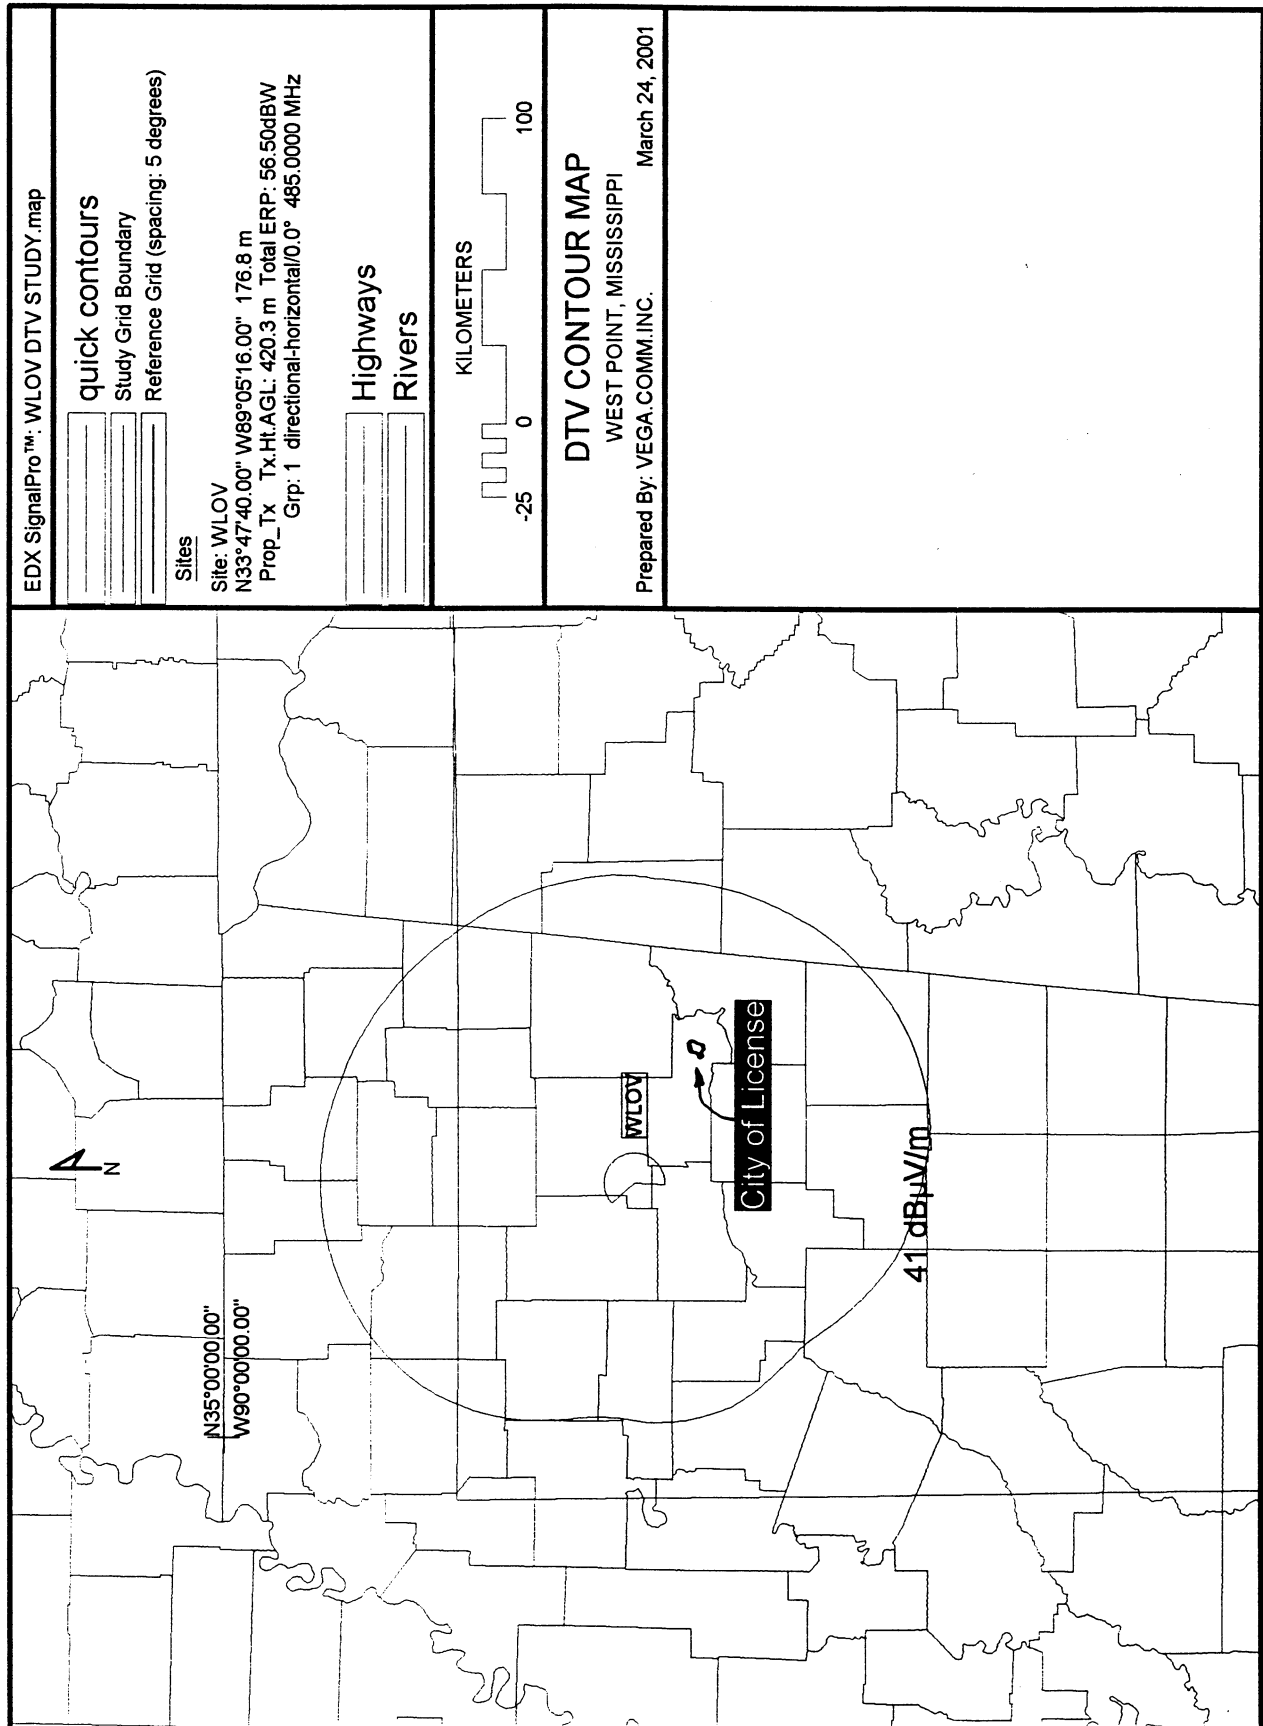 EDX SignalPro™: WLOV DTV STUDY.map
quick contours
Study Grid Boundary
Reference Grid (spacing: 5 degrees)
Sites
Site: WLOV
N33°47'40.00" W89°05'16.00" 176.8 m
Prop_Tx Tx.Ht.AGL: 420.3 m Total ERP: 56.50dBW
Grp: 1 directional-horizontal/0.0° 485.0000 MHz
Highways
Rivers
KILOMETERS
-25 0 100
DTV CONTOUR MAP
WEST POINT, MISSISSIPPI
Prepared By: VEGA.COMM.INC. March 24, 2001
N
N35°00'00.00"
W90°00'00.00"
WLOV
City of License
41 dBµV/m